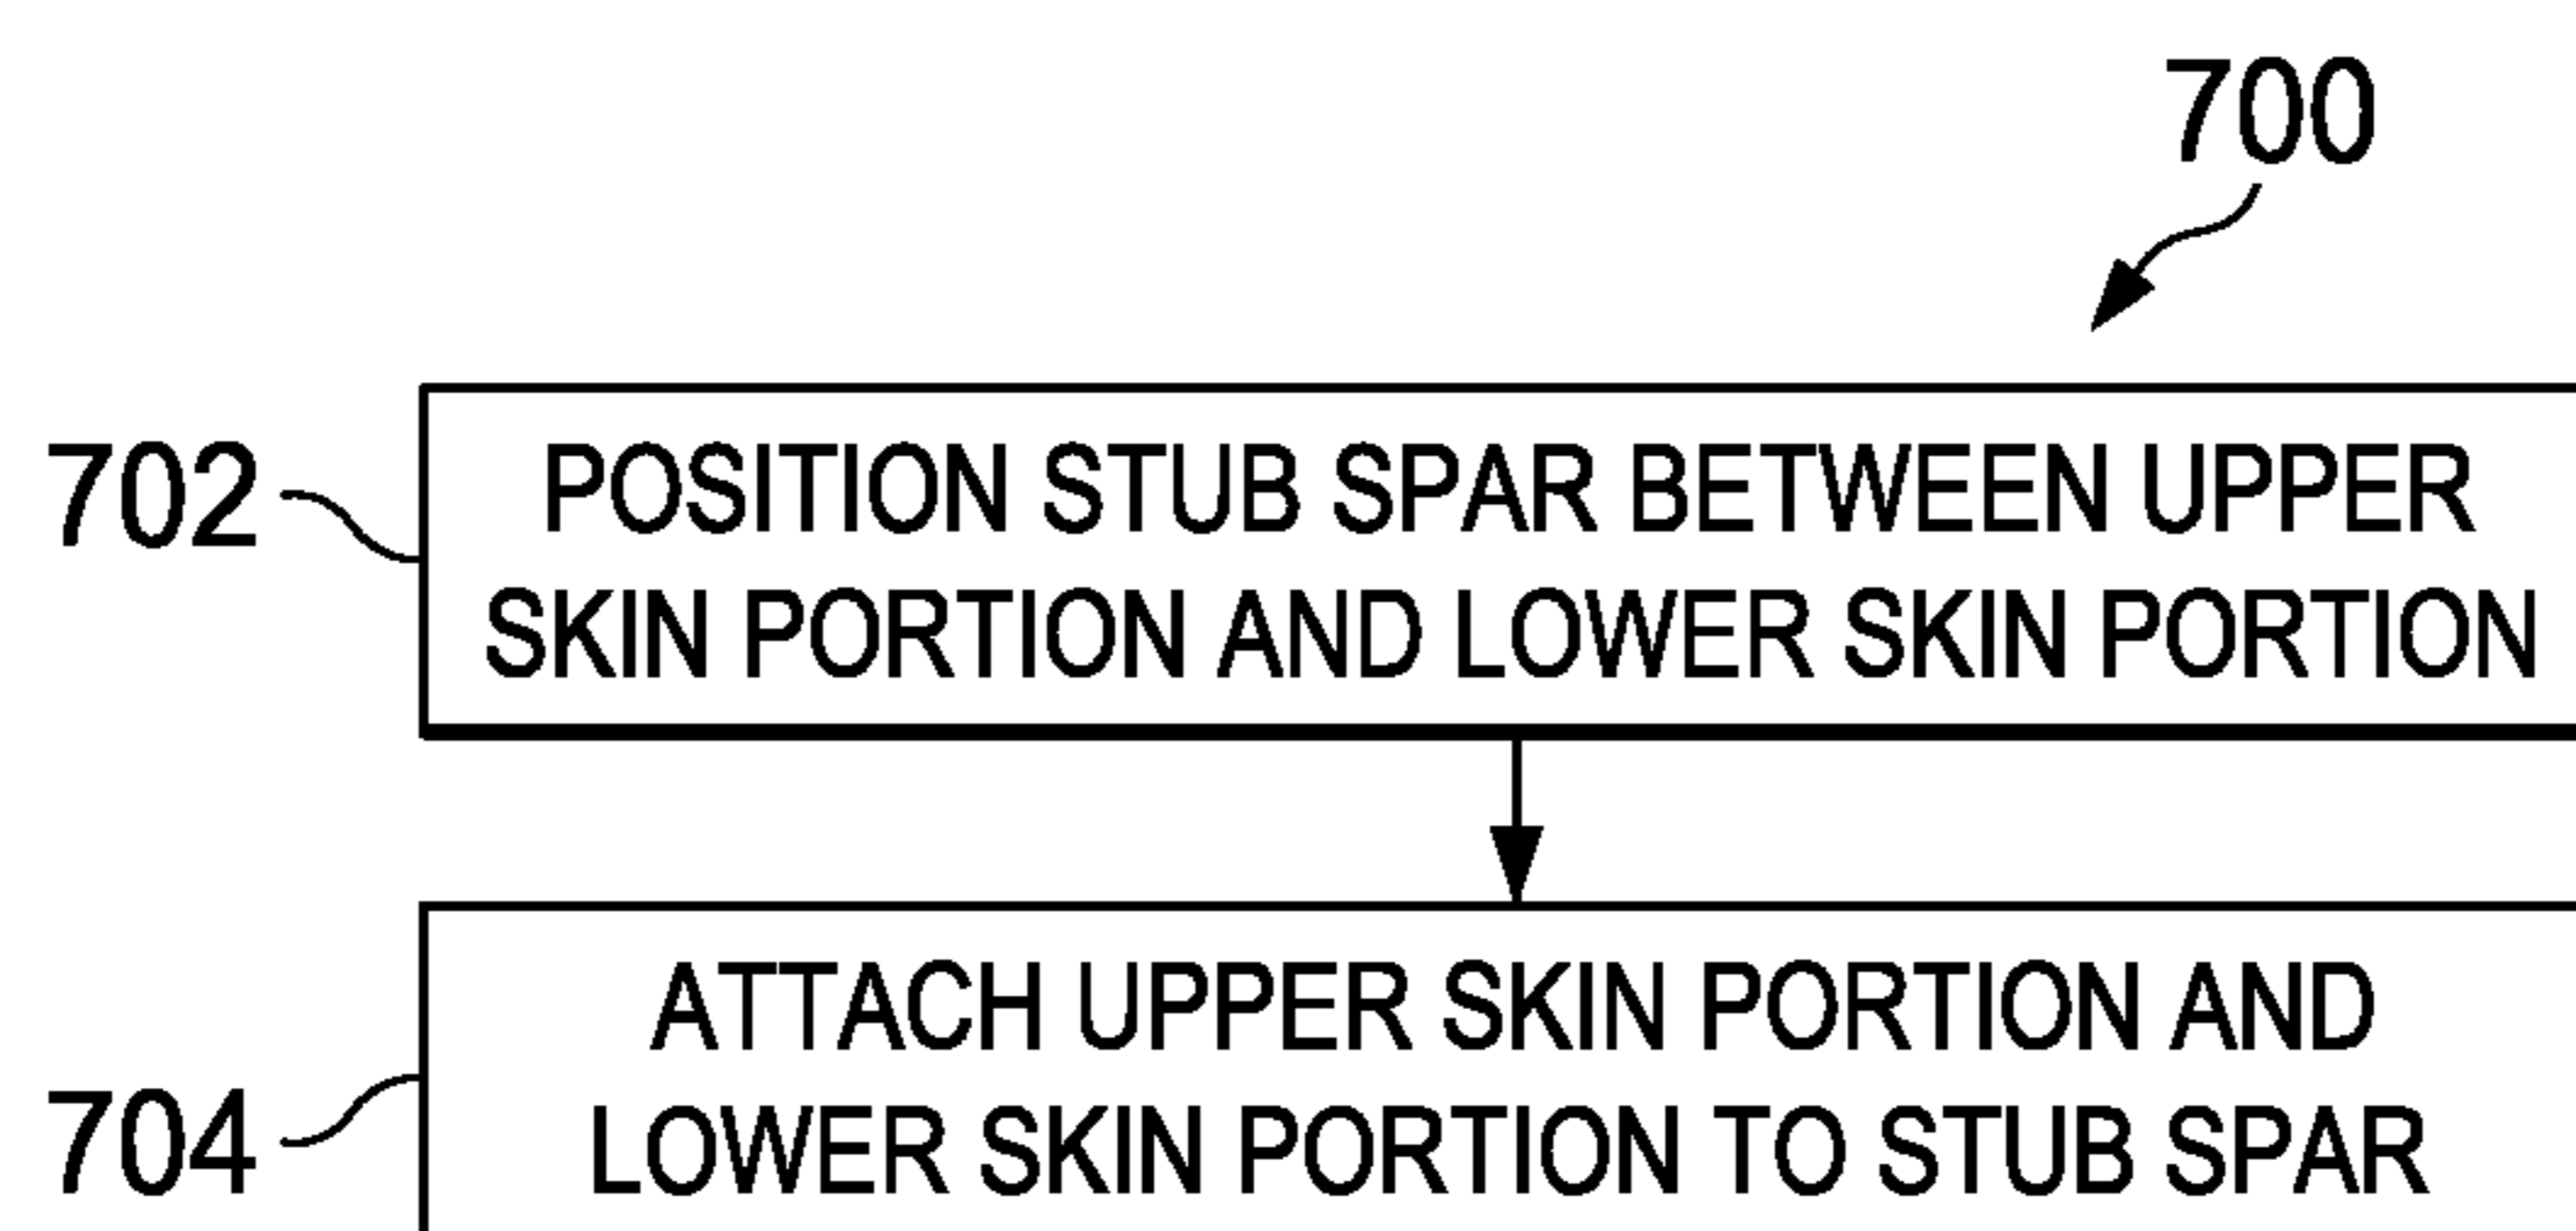 700
702
POSITION STUB SPAR BETWEEN UPPER
SKIN PORTION AND LOWER SKIN PORTION
704
ATTACH UPPER SKIN PORTION AND
LOWER SKIN PORTION TO STUB SPAR